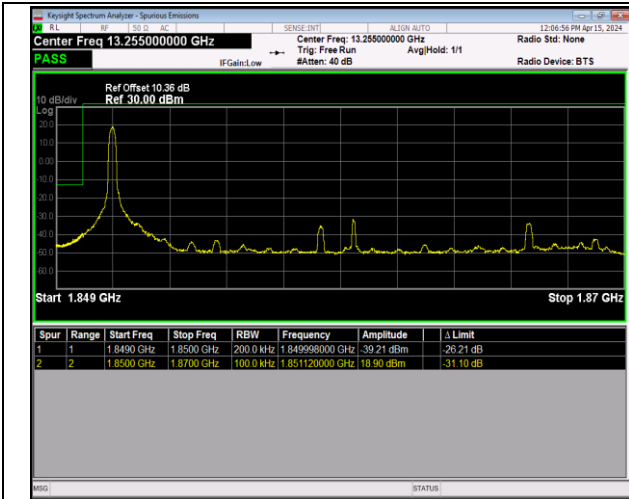 Keysight Spectrum Analyzer - Spurious Emissions
RL RF 50 Ω AC SENSE:INT ALIGN AUTO 12:06:56 PM Apr 15, 2024
Center Freq 13.255000000 GHz Center Freq: 13.255000000 GHz Radio Std: None
Trig: Free Run Avg|Hold: 1/1
PASS IFGain:Low #Atten: 40 dB Radio Device: BTS
Ref Offset 10.36 dB
10 dB/div Ref 30.00 dBm
Log
20.0
10.0
0.00
-10.0
-20.0
-30.0
-40.0
-50.0
-60.0
Start 1.849 GHz Stop 1.87 GHz
Spur Range Start Freq Stop Freq RBW Frequency Amplitude Δ Limit
1 1 1.8490 GHz 1.8500 GHz 200.0 kHz 1.849998000 GHz -39.21 dBm -26.21 dB
2 2 1.8500 GHz 1.8700 GHz 100.0 kHz 1.851120000 GHz 18.90 dBm -31.10 dB
MSG STATUS